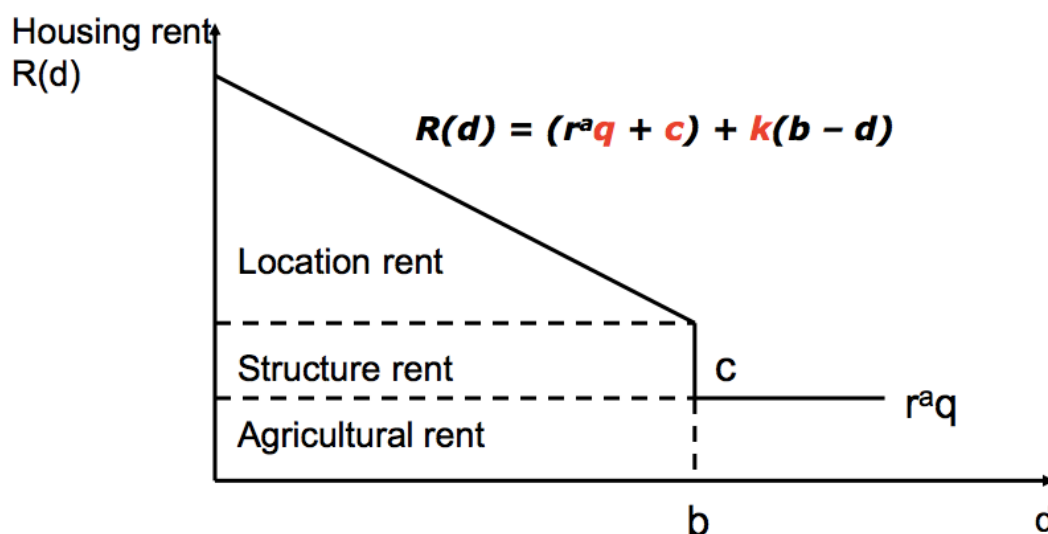 Housing rent
R(d)
R(d) = (rᵃq + c) + k(b – d)
Location rent
Structure rent
c
rᵃq
Agricultural rent
b
d